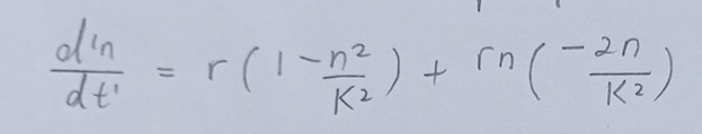 d'n/dt' = r(1 - n²/K²) + rn(-2n/K²)